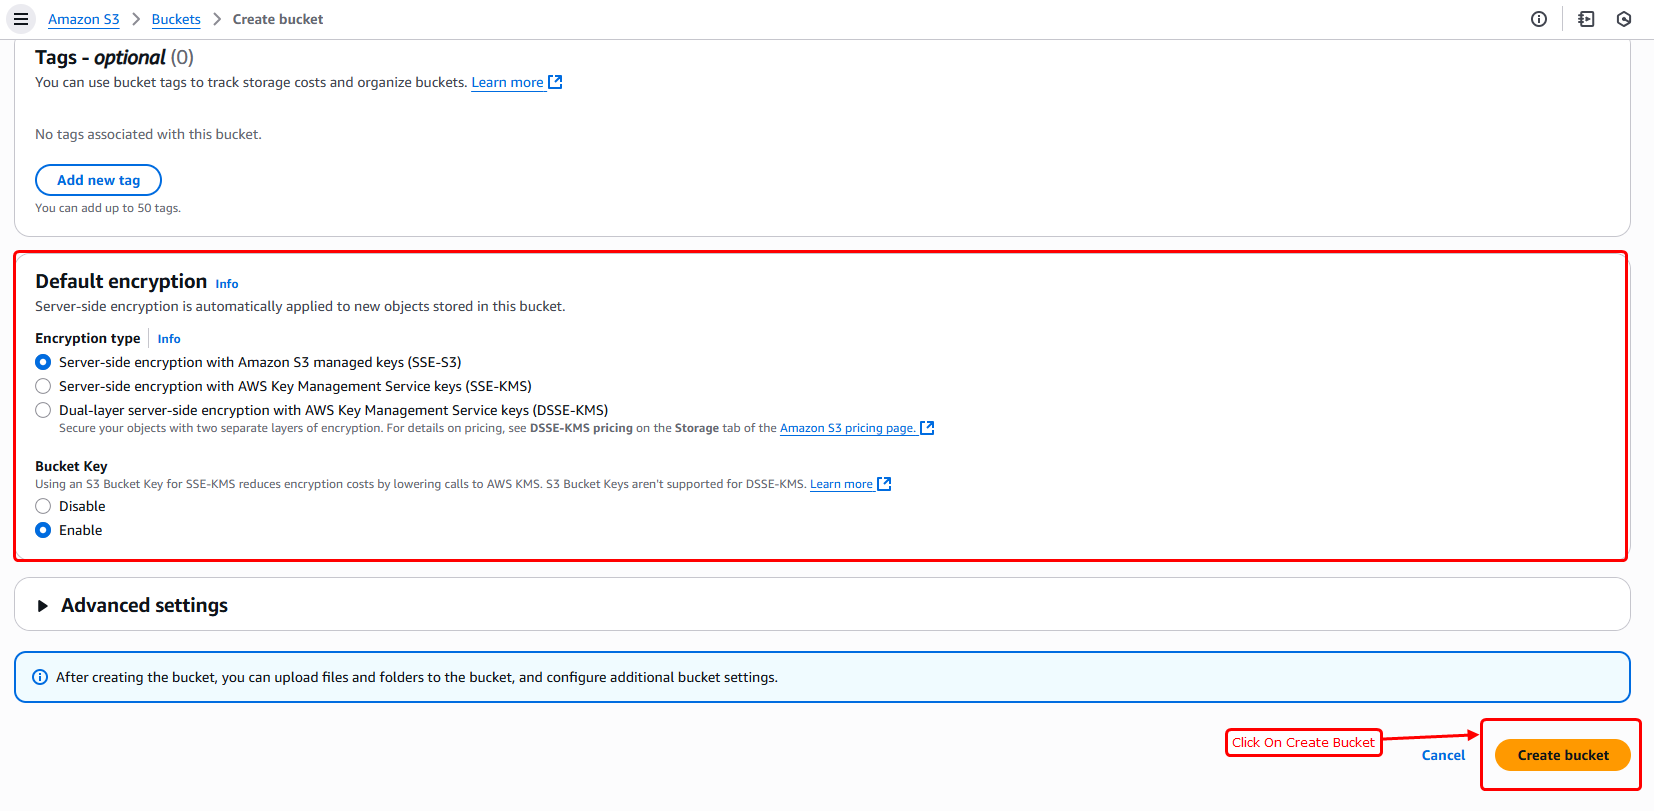 Amazon S3 > Buckets > Create bucket
Tags - optional (0)
You can use bucket tags to track storage costs and organize buckets. Learn more
No tags associated with this bucket.
Add new tag
You can add up to 50 tags.
Default encryption Info
Server-side encryption is automatically applied to new objects stored in this bucket.
Encryption type Info
Server-side encryption with Amazon S3 managed keys (SSE-S3)
Server-side encryption with AWS Key Management Service keys (SSE-KMS)
Dual-layer server-side encryption with AWS Key Management Service keys (DSSE-KMS)
Secure your objects with two separate layers of encryption. For details on pricing, see DSSE-KMS pricing on the Storage tab of the Amazon S3 pricing page.
Bucket Key
Using an S3 Bucket Key for SSE-KMS reduces encryption costs by lowering calls to AWS KMS. S3 Bucket Keys aren't supported for DSSE-KMS. Learn more
Disable
Enable
Advanced settings
After creating the bucket, you can upload files and folders to the bucket, and configure additional bucket settings.
Click On Create Bucket
Cancel
Create bucket